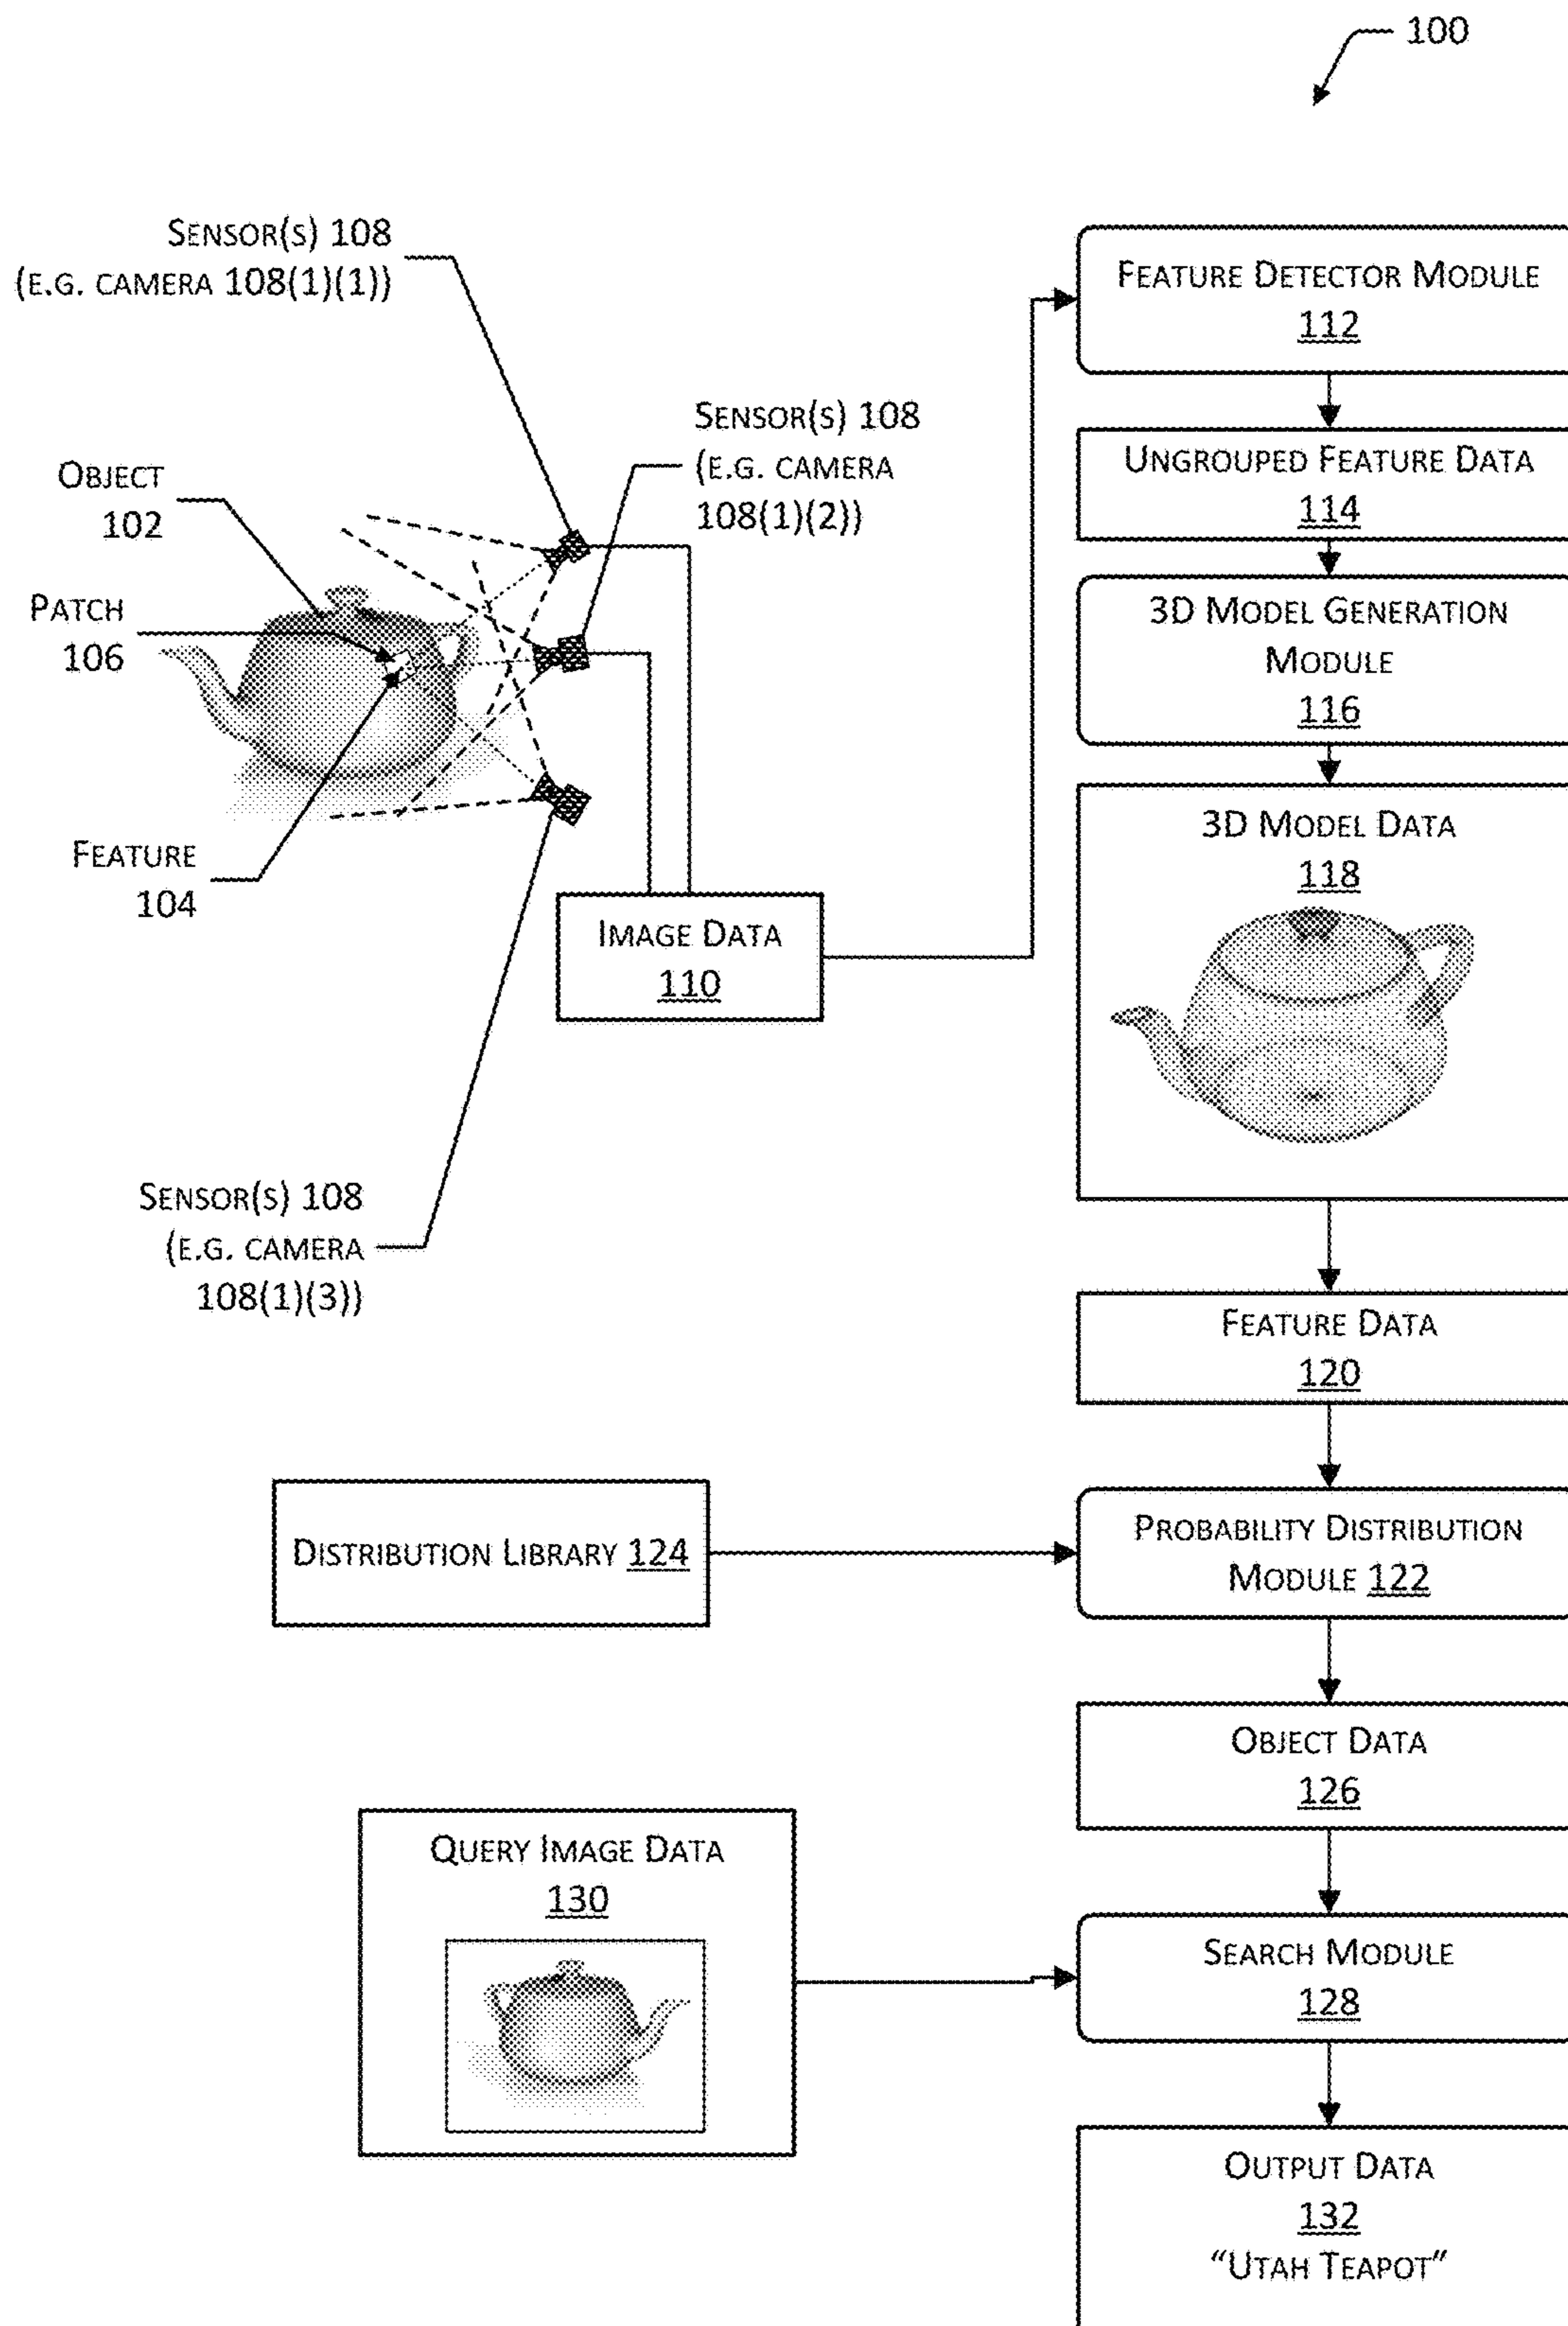 100
SENSOR(S) 108
(E.G. CAMERA 108(1)(1))
SENSOR(S) 108
(E.G. CAMERA
108(1)(2))
OBJECT
102
PATCH
106
FEATURE
104
IMAGE DATA
110
SENSOR(S) 108
(E.G. CAMERA
108(1)(3))
FEATURE DETECTOR MODULE
112
UNGROUPED FEATURE DATA
114
3D MODEL GENERATION
MODULE
116
3D MODEL DATA
118
FEATURE DATA
120
DISTRIBUTION LIBRARY 124
PROBABILITY DISTRIBUTION
MODULE 122
OBJECT DATA
126
QUERY IMAGE DATA
130
SEARCH MODULE
128
OUTPUT DATA
132
“UTAH TEAPOT”